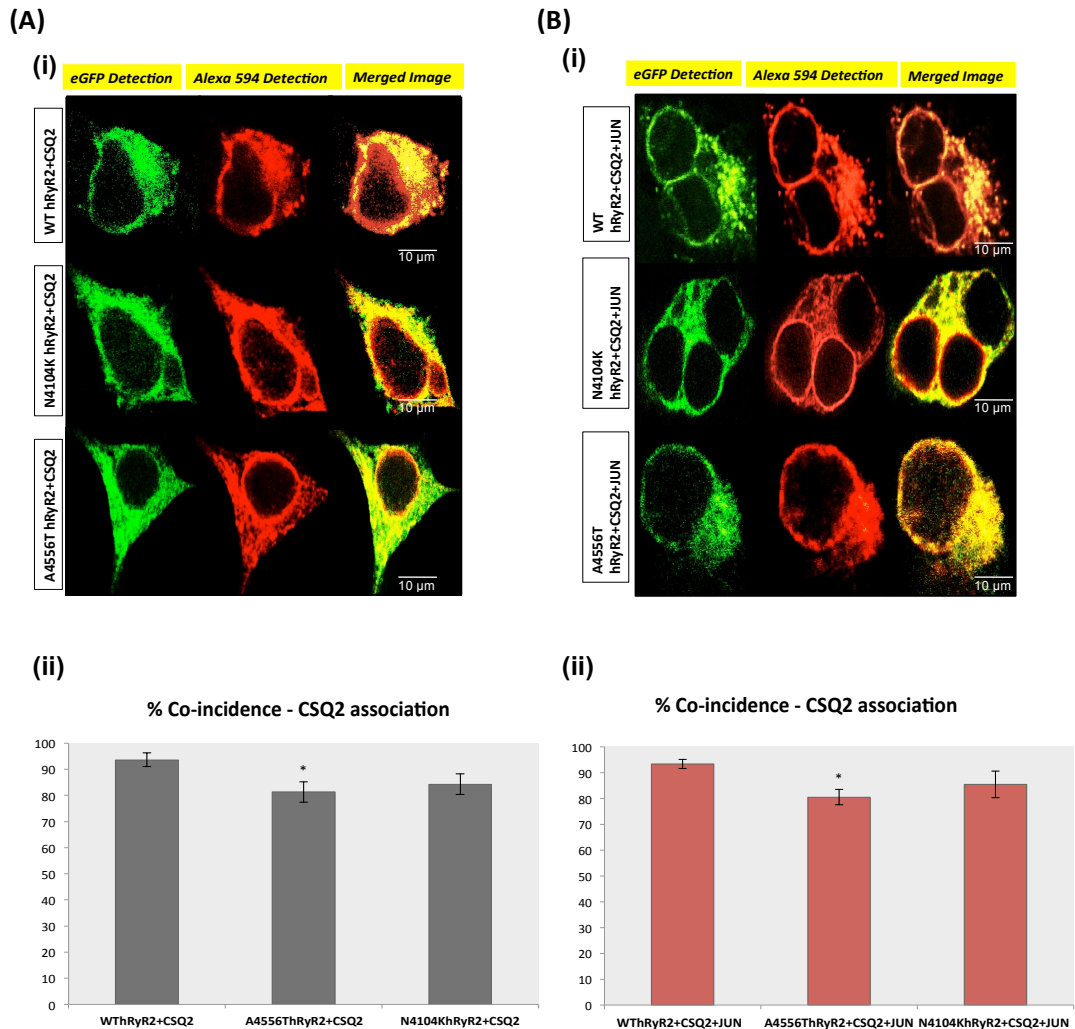 (A)
(i)
eGFP Detection Alexa 594 Detection Merged Image
WT hRyR2+CSQ2
10 µm
N4104K hRyR2+CSQ2
10 µm
A4556T hRyR2+CSQ2
10 µm
(ii)
% Co-incidence - CSQ2 association
100
90
80
70
60
50
40
30
20
10
0
*
WThRyR2+CSQ2 A4556ThRyR2+CSQ2 N4104KhRyR2+CSQ2
(B)
(i)
eGFP Detection Alexa 594 Detection Merged Image
WT
hRyR2+CSQ2+JUN
10 µm
N4104K
hRyR2+CSQ2+JUN
10 µm
A4556T
hRyR2+CSQ2+JUN
10 µm
(ii)
% Co-incidence - CSQ2 association
100
90
80
70
60
50
40
30
20
10
0
*
WThRyR2+CSQ2+JUN A4556ThRyR2+CSQ2+JUN N4104KhRyR2+CSQ2+JUN